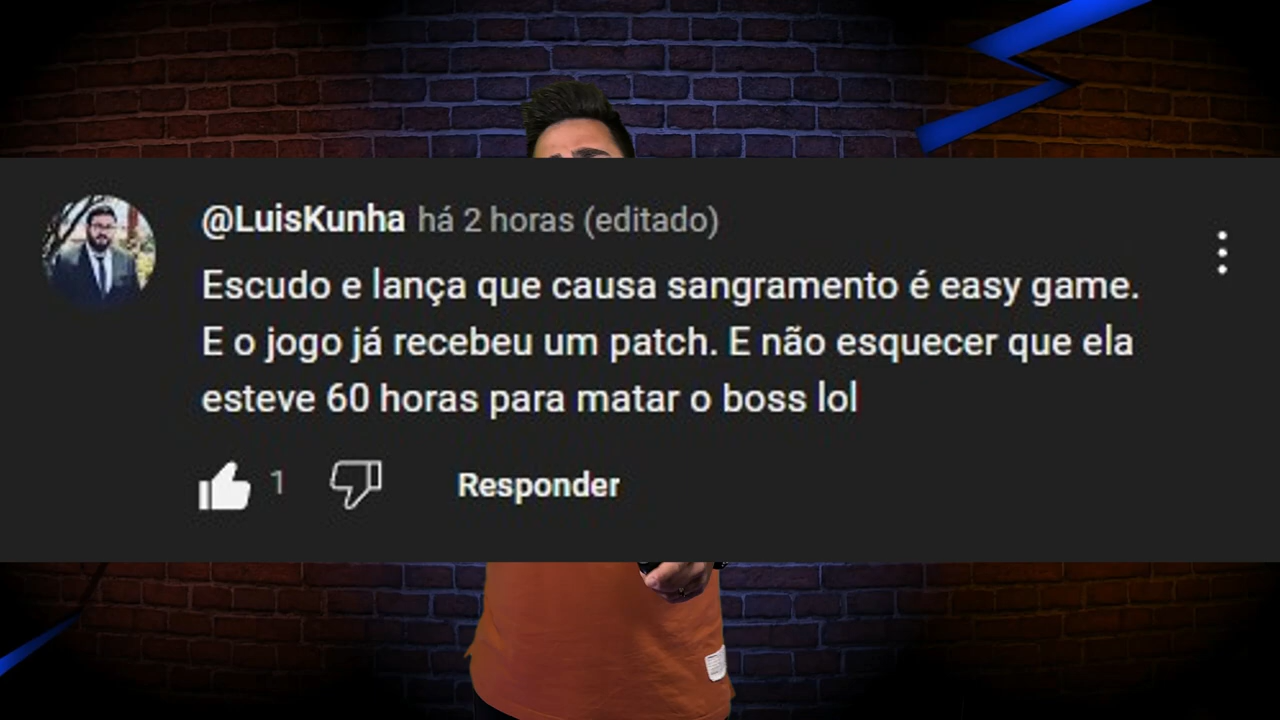 @LuisKunha há 2 horas (editado)
Escudo e lança que causa sangramento é easy game.
E o jogo já recebeu um patch. E não esquecer que ela
esteve 60 horas para matar o boss lol
1 Responder